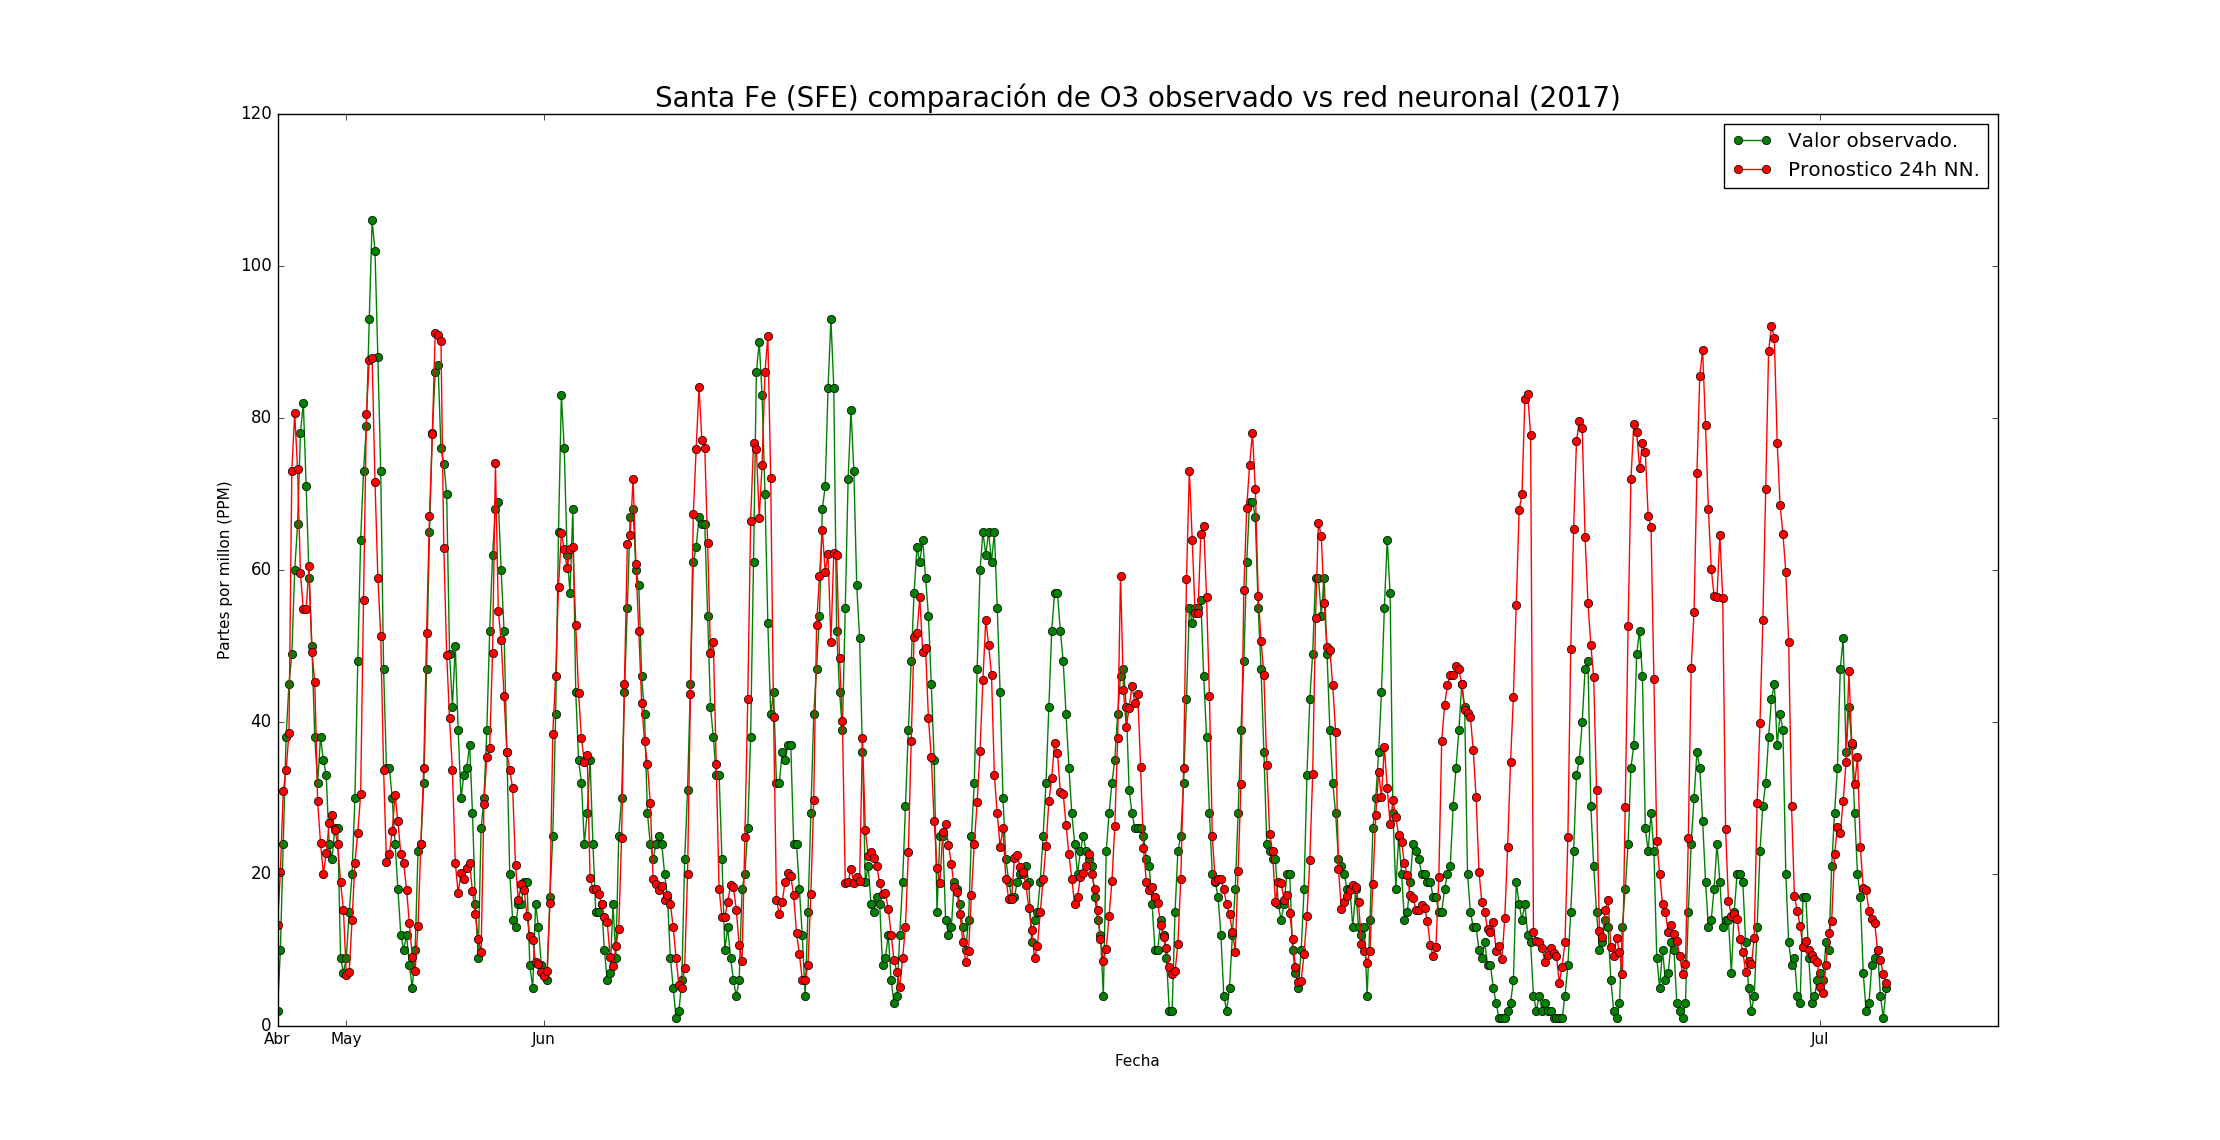 Santa Fe (SFE) comparación de O3 observado vs red neuronal (2017)
120
100
80
60
40
20
0
Partes por millon (PPM)
Valor observado.
Pronostico 24h NN.
Abr
May
Jun
Jul
Fecha